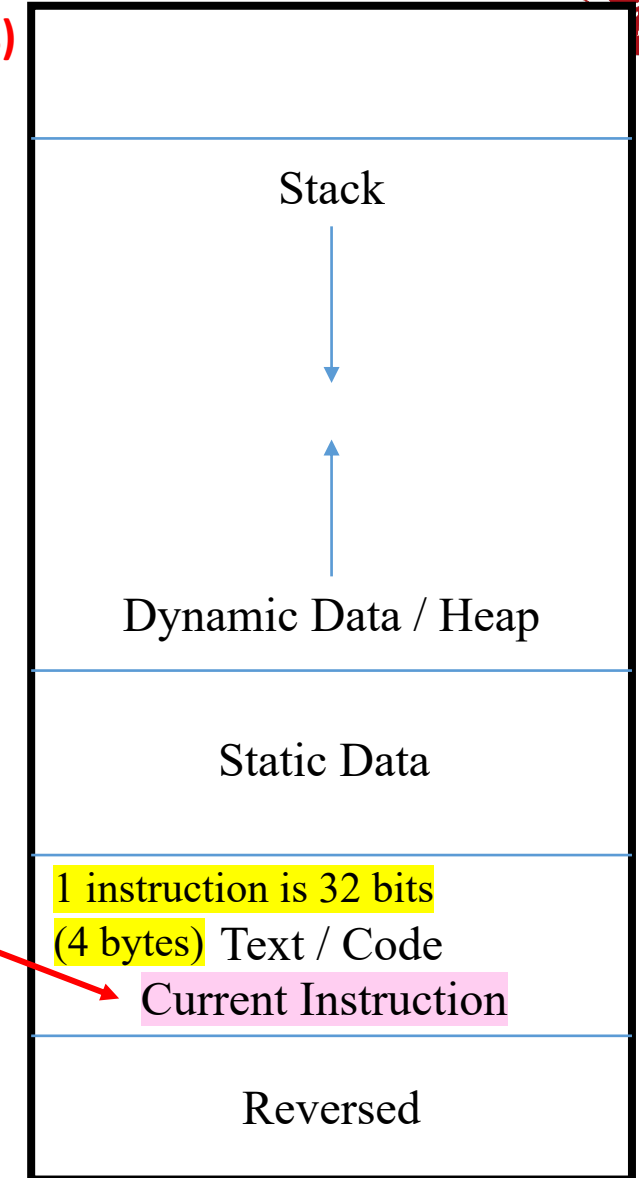 )
Stack
Dynamic Data / Heap
Static Data
1 instruction is 32 bits
(4 bytes) Text / Code
Current Instruction
Reversed